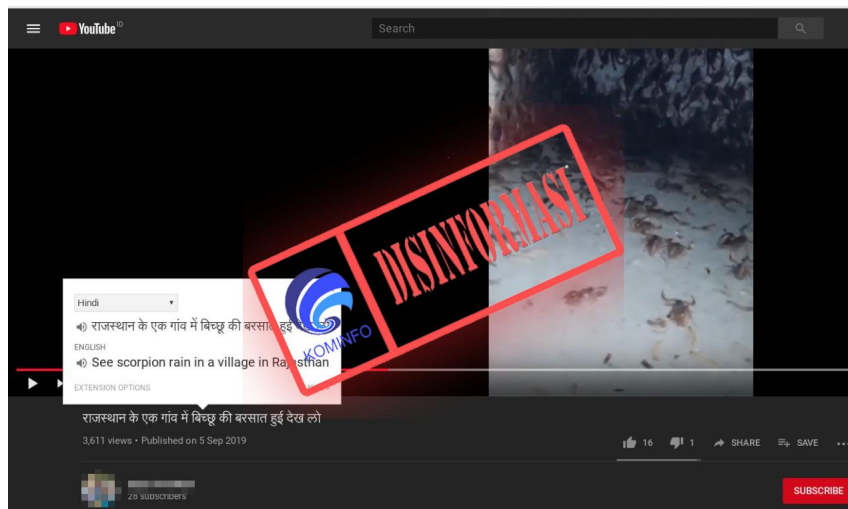 YouTube ID
Search
DISINFORMASI
KOMINFO
Hindi
राजस्थान के एक गांव में बिच्छू की बरसात हुई
ENGLISH
See scorpion rain in a village in Rajasthan
EXTENSION OPTIONS
राजस्थान के एक गांव में बिच्छू की बरसात हुई देख लो
3,611 views • Published on 5 Sep 2019
16 1 SHARE SAVE
26 subscribers
SUBSCRIBE